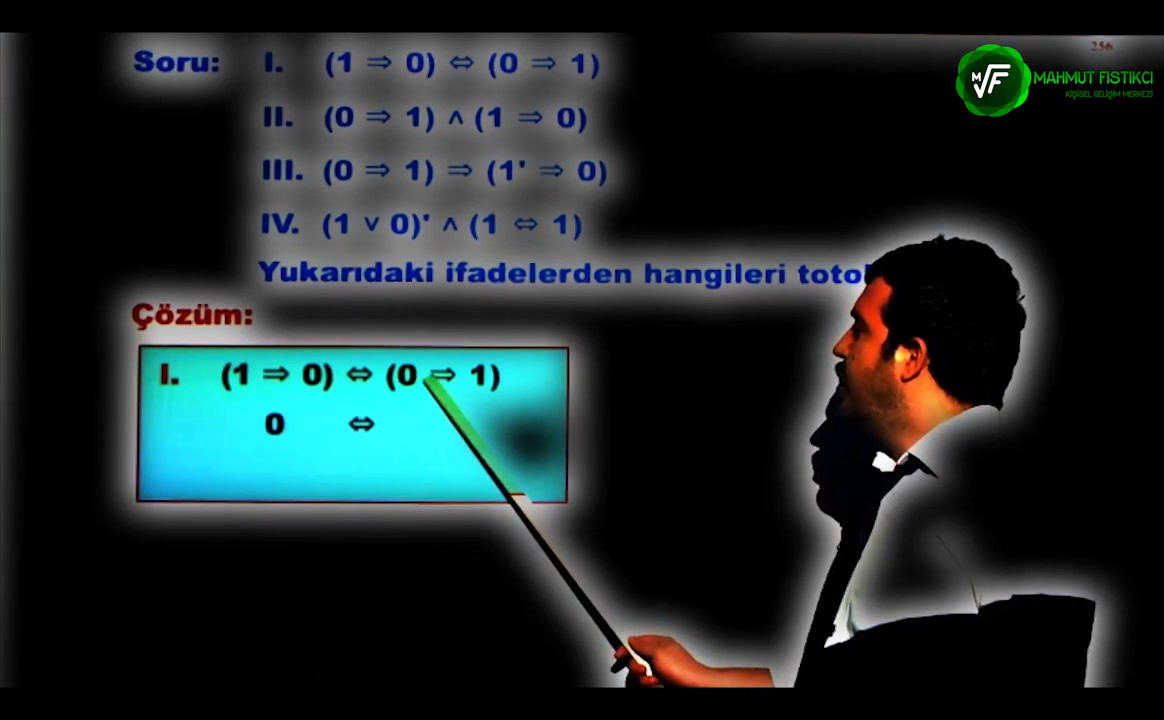 256
MAHMUT FISTIKCI
KİŞİSEL GELİŞİM MERKEZİ
Soru: I. (1 ⇒ 0) ⇔ (0 ⇒ 1)
II. (0 ⇒ 1) ∧ (1 ⇒ 0)
III. (0 ⇒ 1) ⇒ (1' ⇒ 0)
IV. (1 ∨ 0)' ∧ (1 ⇔ 1)
Yukarıdaki ifadelerden hangileri
Çözüm:
I. (1 ⇒ 0) ⇔ (0 ⇒ 1)
0 ⇔